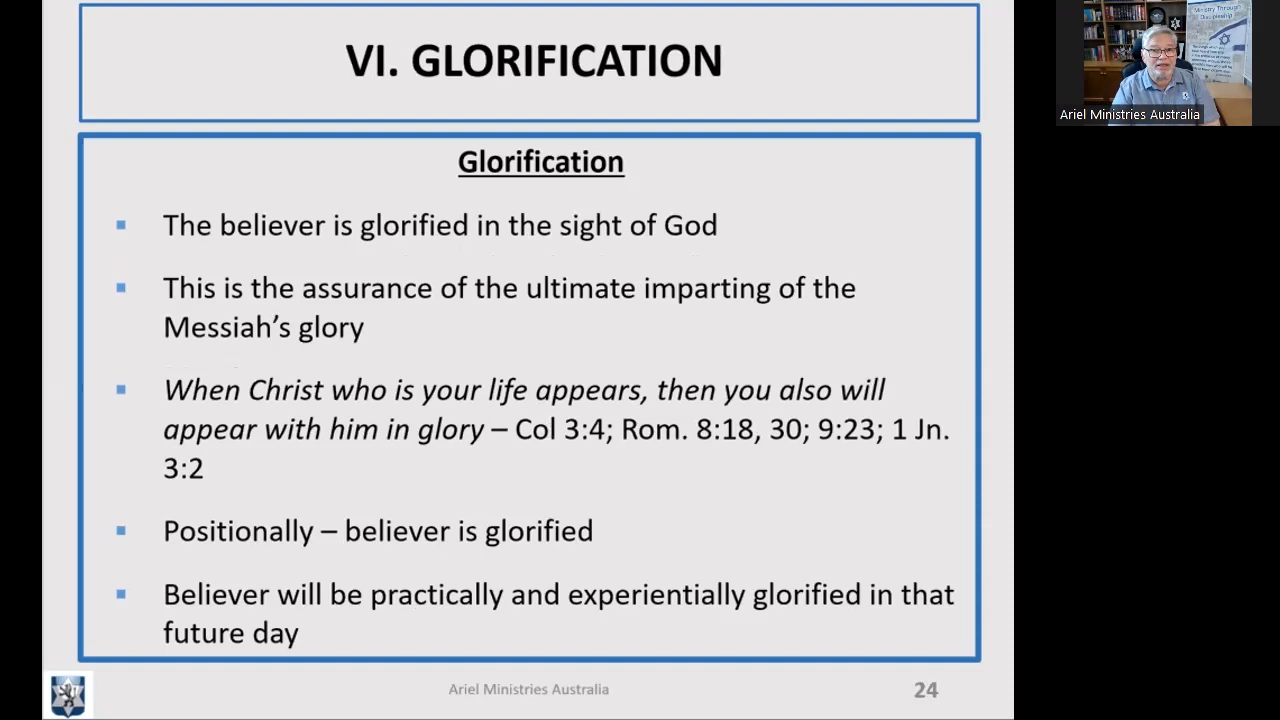 VI. GLORIFICATION
Glorification
The believer is glorified in the sight of God
This is the assurance of the ultimate imparting of the
Messiah's glory
When Christ who is your life appears, then you also will
appear with him in glory – Col 3:4; Rom. 8:18, 30; 9:23; 1 Jn.
3:2
Positionally – believer is glorified
Believer will be practically and experientially glorified in that
future day
Ariel Ministries Australia
24
Ministry Through
Discipleship
Ariel Ministries Australia